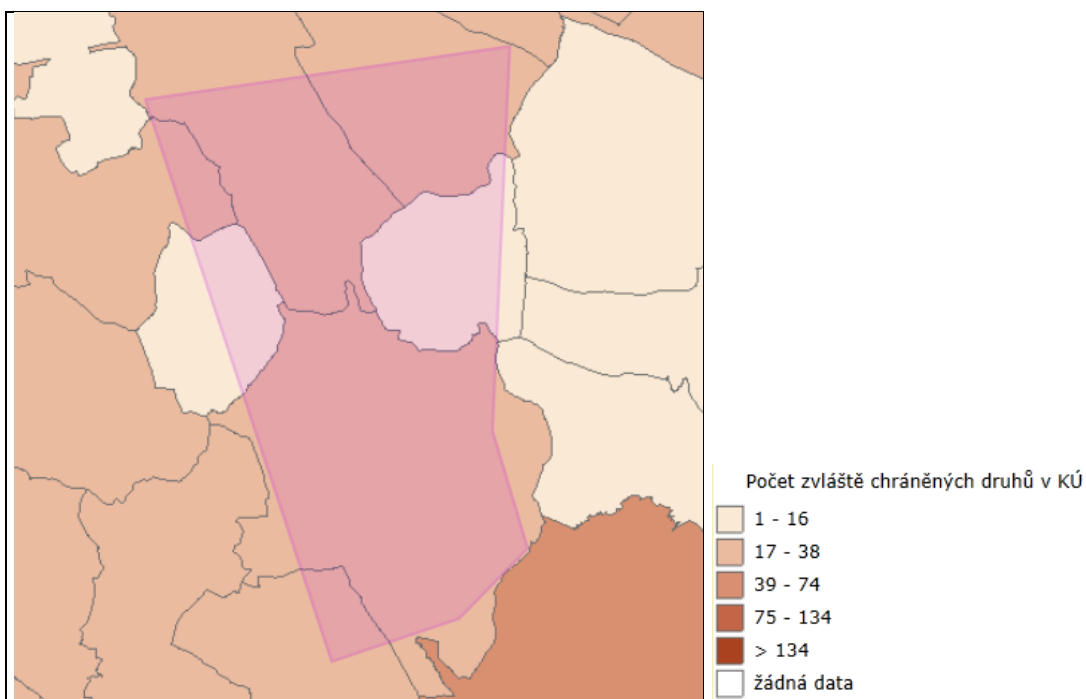 Počet zvláště chráněných druhů v KÚ
1 - 16
17 - 38
39 - 74
75 - 134
> 134
žádná data